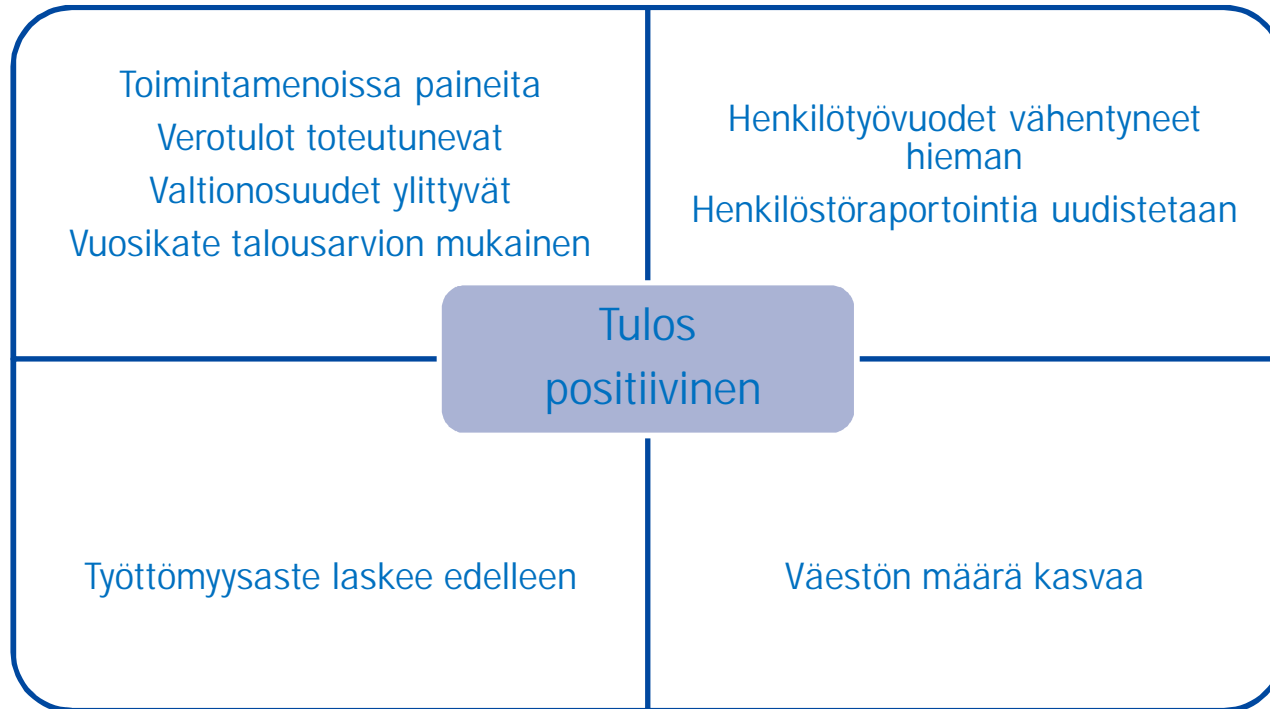 Toimintamenoissa paineita
Verotulot toteutunevat
Valtionosuudet ylittyvät
Vuosikate talousarvion mukainen
Henkilötyövuodet vähentyneet
hieman
Henkilöstöraportointia uudistetaan
Tulos
positiivinen
Työttömyysaste laskee edelleen
Väestön määrä kasvaa